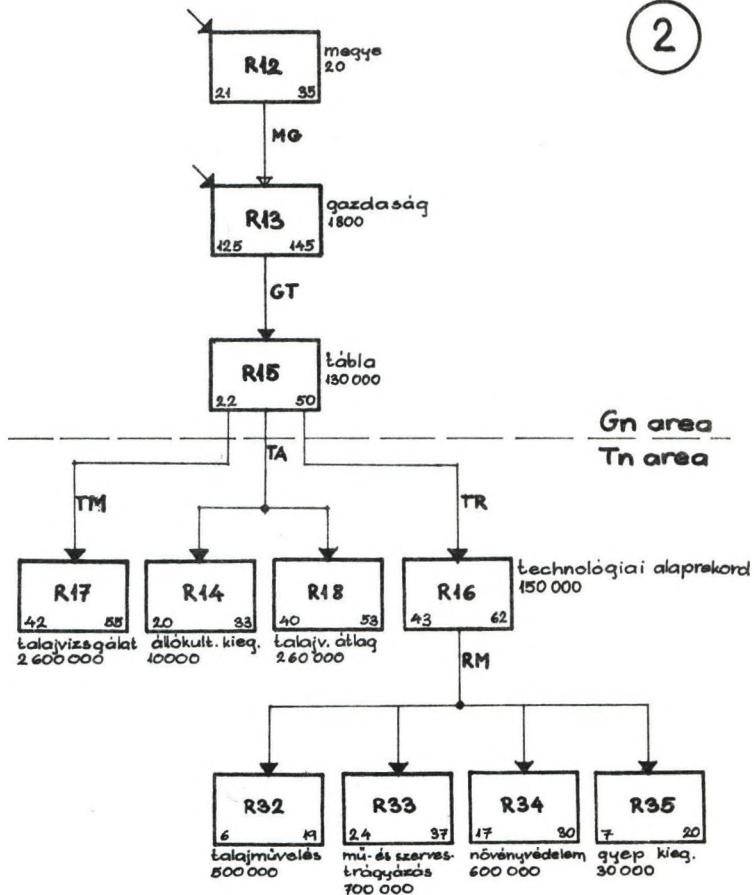 2
R12
21 35
megye
20
MG
R13
125 145
gazdaság
1800
GT
R15
22 50
tábla
130 000
Gn area
Tn area
TM
TA
TR
R17
42 55
talajvizsgálat
2 600 000
R14
20 33
állókult. kieg.
10000
R18
40 53
talajv. átlag
260 000
R16
43 62
technológiai alaprekord
150 000
RM
R32
6 19
talajművelés
500 000
R33
24 37
mű- és szerves-
trágyázás
700 000
R34
17 30
növényvédelem
600 000
R35
7 20
gyep kieg.
30 000